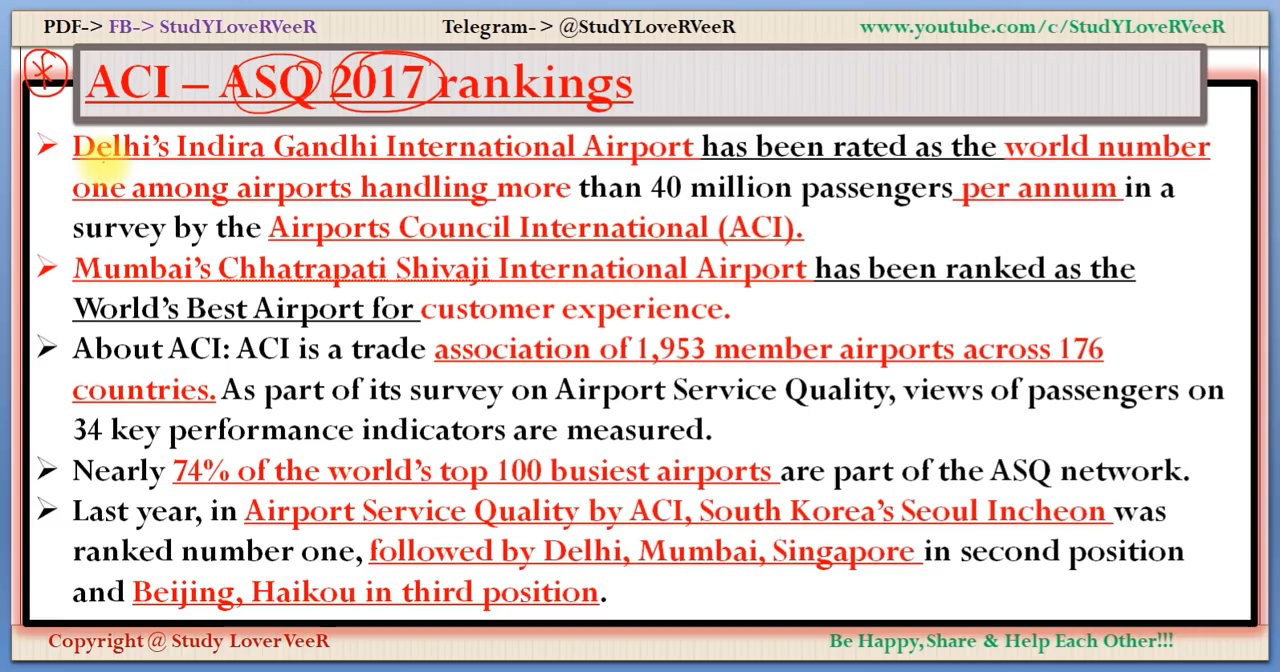 PDF-> FB-> StudYLoveRVeeR Telegram- > @StudYLoveRVeeR www.youtube.com/c/StudYLoveRVeeR
ACI – ASQ 2017 rankings
➢ Delhi's Indira Gandhi International Airport has been rated as the world number
one among airports handling more than 40 million passengers per annum in a
survey by the Airports Council International (ACI).
➢ Mumbai's Chhatrapati Shivaji International Airport has been ranked as the
World's Best Airport for customer experience.
➢ About ACI: ACI is a trade association of 1,953 member airports across 176
countries. As part of its survey on Airport Service Quality, views of passengers on
34 key performance indicators are measured.
➢ Nearly 74% of the world's top 100 busiest airports are part of the ASQ network.
➢ Last year, in Airport Service Quality by ACI, South Korea's Seoul Incheon was
ranked number one, followed by Delhi, Mumbai, Singapore in second position
and Beijing, Haikou in third position.
Copyright @ Study LoverVeeR Be Happy,Share & Help Each Other!!!